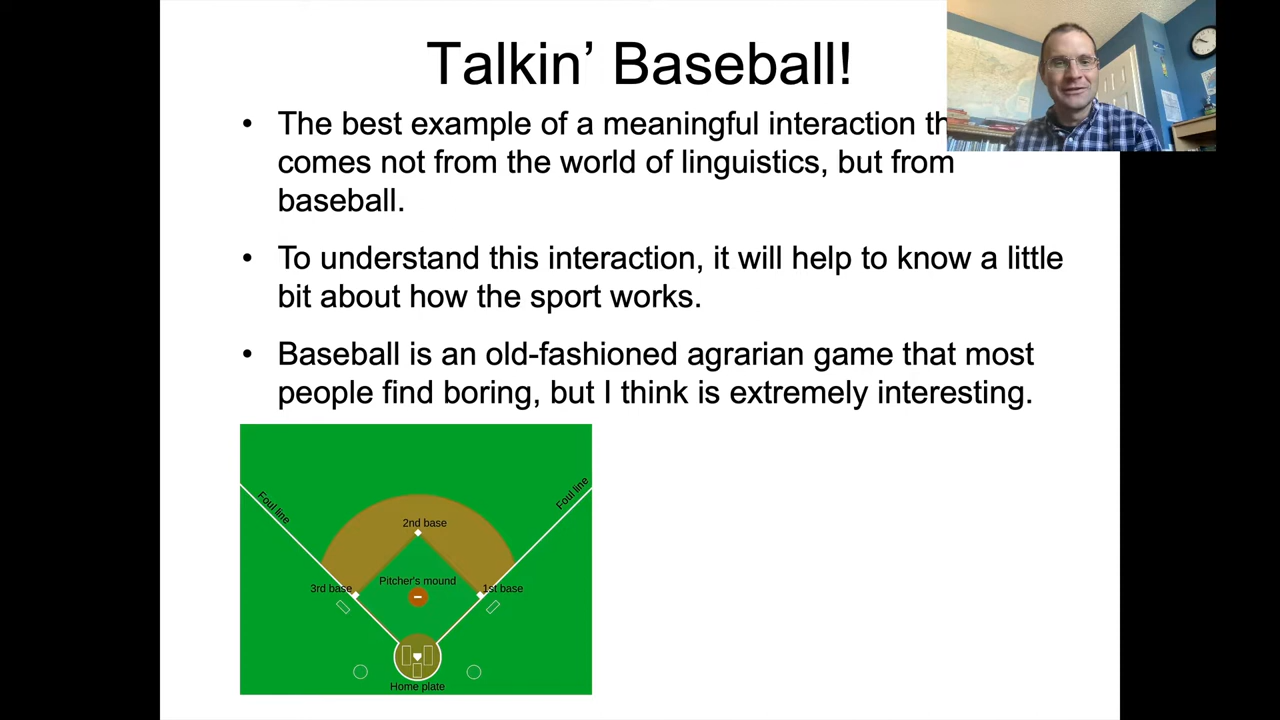 Talkin’ Baseball!
• The best example of a meaningful interaction
comes not from the world of linguistics, but from
baseball.
• To understand this interaction, it will help to know a little
bit about how the sport works.
• Baseball is an old-fashioned agrarian game that most
people find boring, but I think is extremely interesting.
Foul line
Foul line
2nd base
Pitcher's mound
3rd base
1st base
Home plate